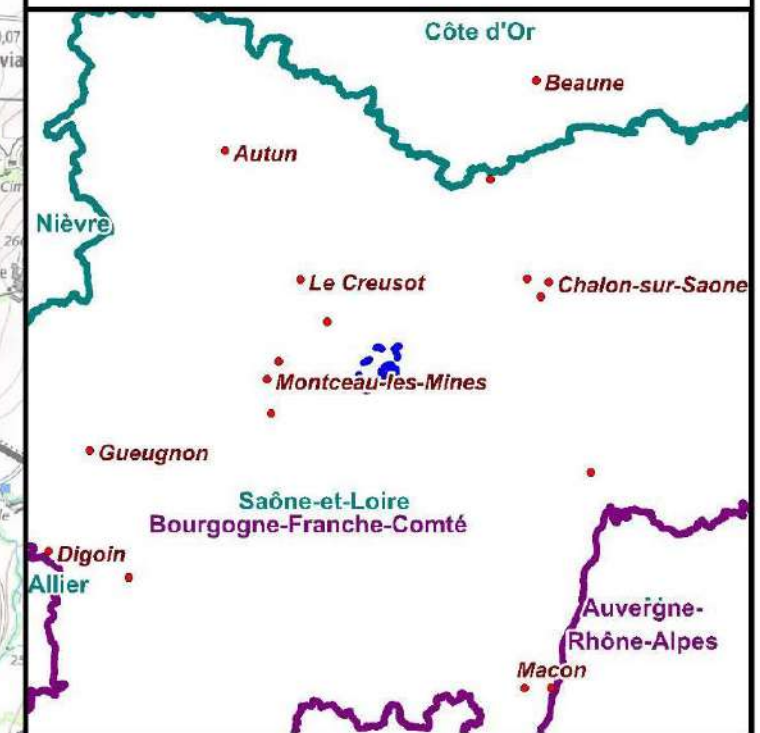 Côte d'Or
Beaune
Autun
Nièvre
Le Creusot
Chalon-sur-Saone
Montceau-les-Mines
Gueugnon
Saône-et-Loire
Bourgogne-Franche-Comté
Digoin
Allier
Auvergne-
Rhône-Alpes
Macon